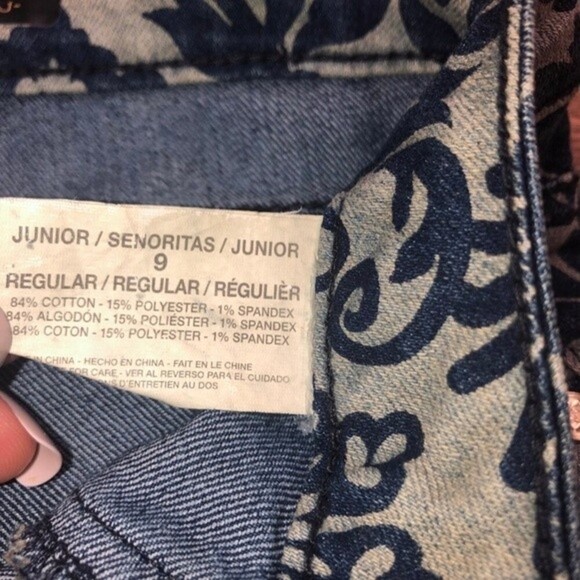 JUNIOR / SENORITAS / JUNIOR
9
REGULAR / REGULAR / RÉGULIÈR
84% COTTON - 15% POLYESTER - 1% SPANDEX
84% ALGODÓN - 15% POLIÉSTER - 1% SPANDEX
84% COTON - 15% POLYESTER - 1% SPANDEX
IN CHINA - HECHO EN CHINA - FAIT EN LE CHINE
FOR CARE - VER AL REVERSO PARA EL CUIDADO
D'ENTRETIEN AU DOS